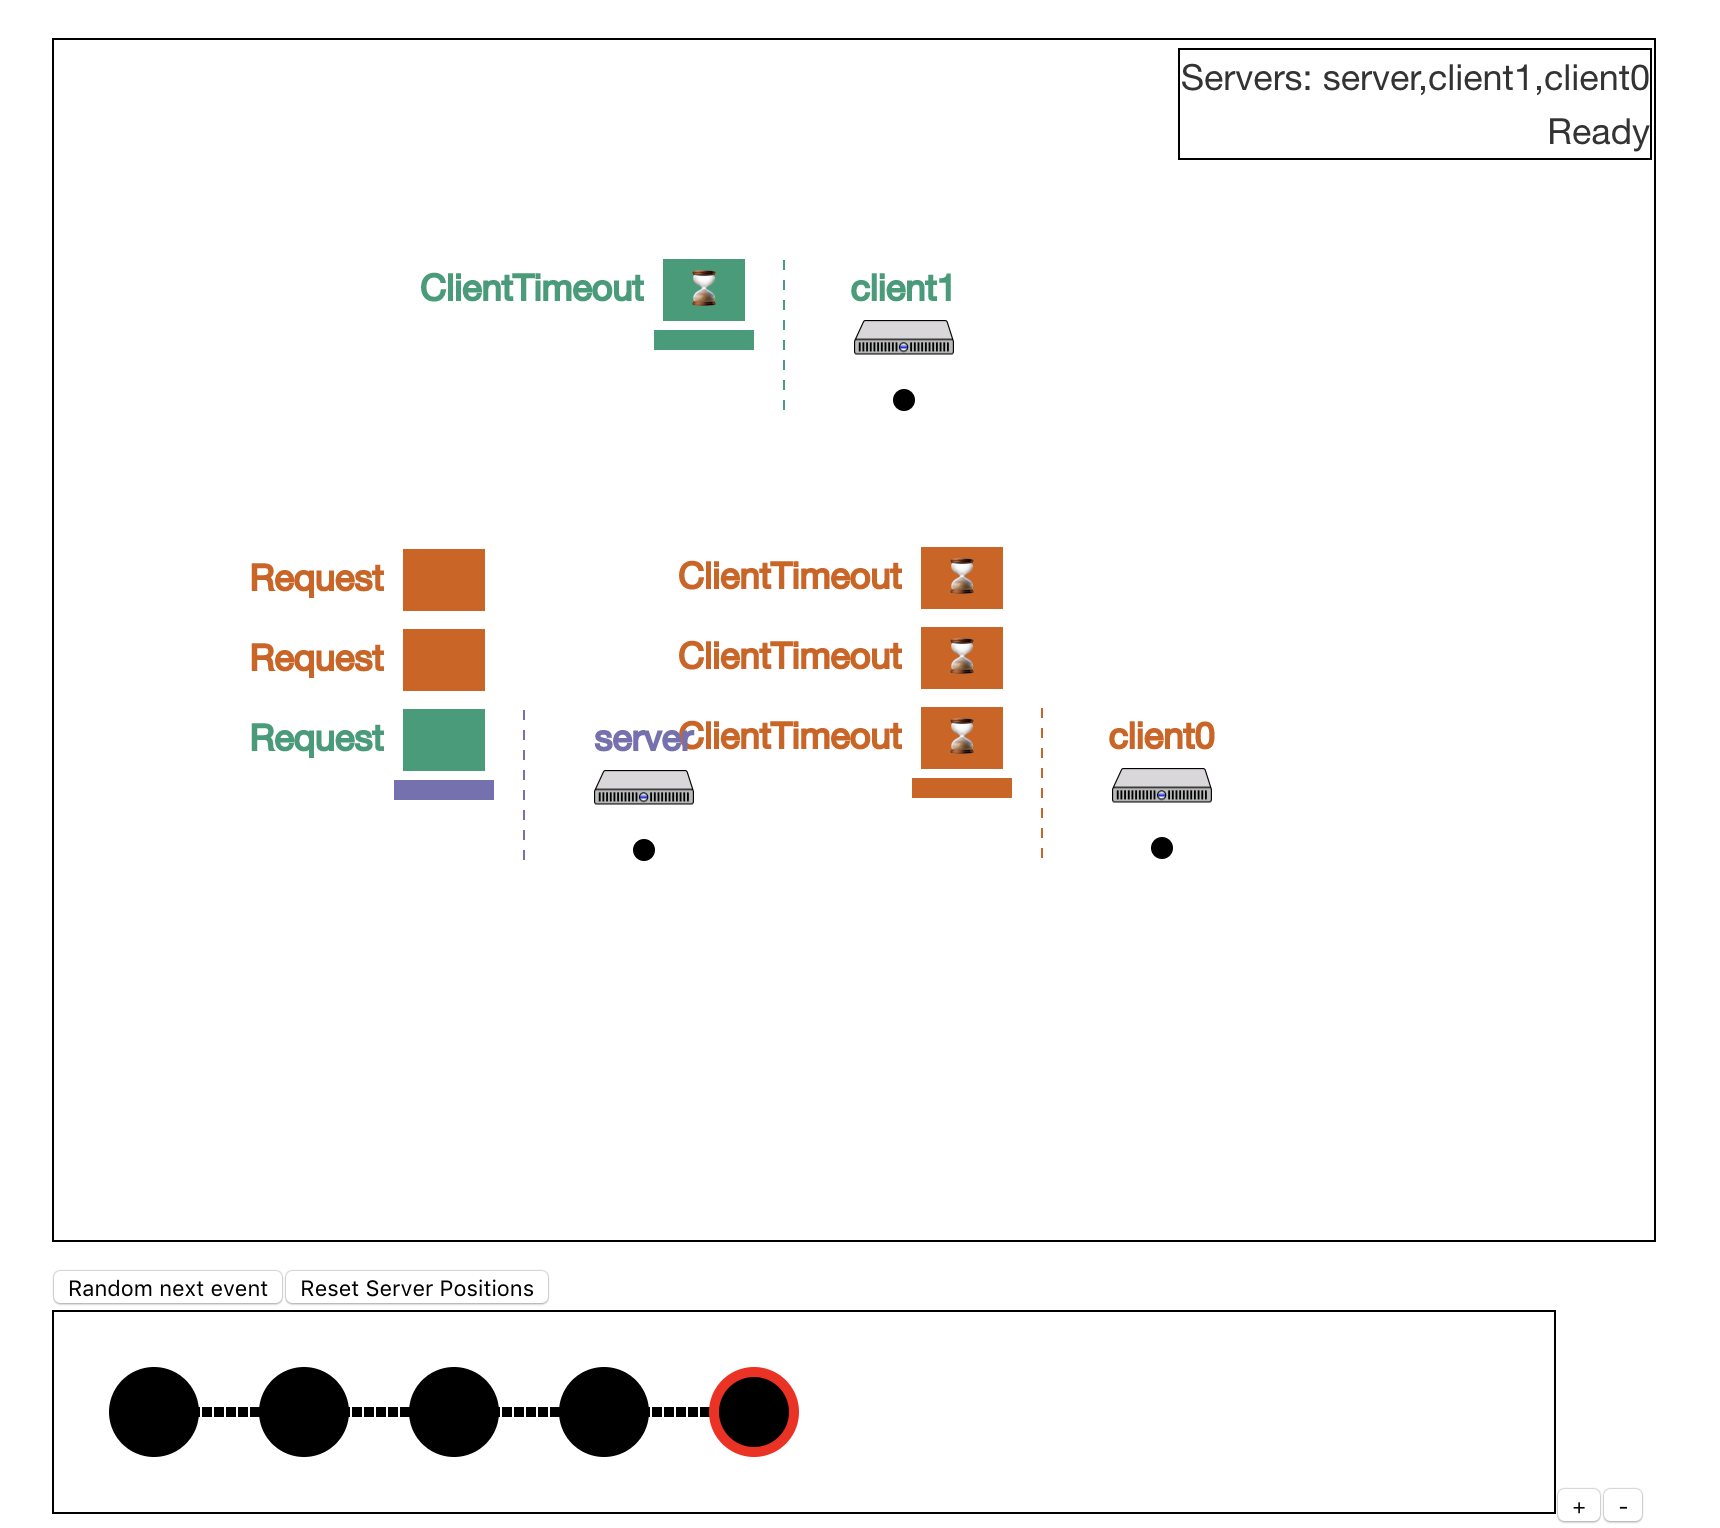 Servers: server,client1,client0
Ready
ClientTimeout
client1
Request
ClientTimeout
Request
ClientTimeout
Request
server
ClientTimeout
client0
Random next event
Reset Server Positions
+
-